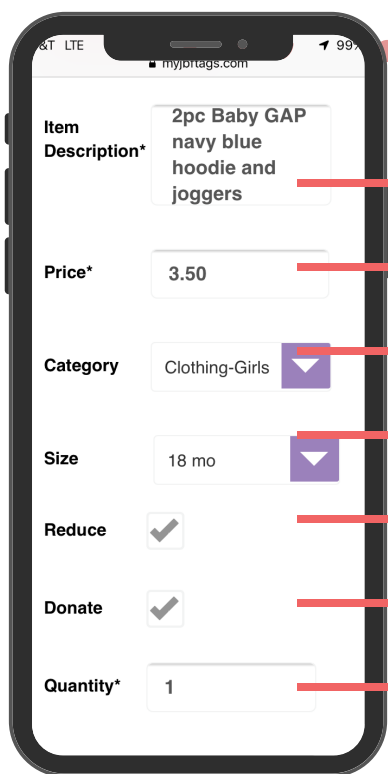 &T LTE 99%
myjbftags.com
Item
Description*
2pc Baby GAP
navy blue
hoodie and
joggers
Price*
3.50
Category
Clothing-Girls
Size
18 mo
Reduce
Donate
Quantity*
1